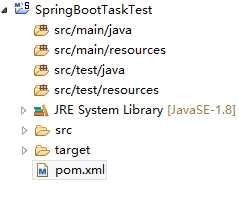 SpringBootTaskTest
src/main/java
src/main/resources
src/test/java
src/test/resources
JRE System Library [JavaSE-1.8]
src
target
pom.xml